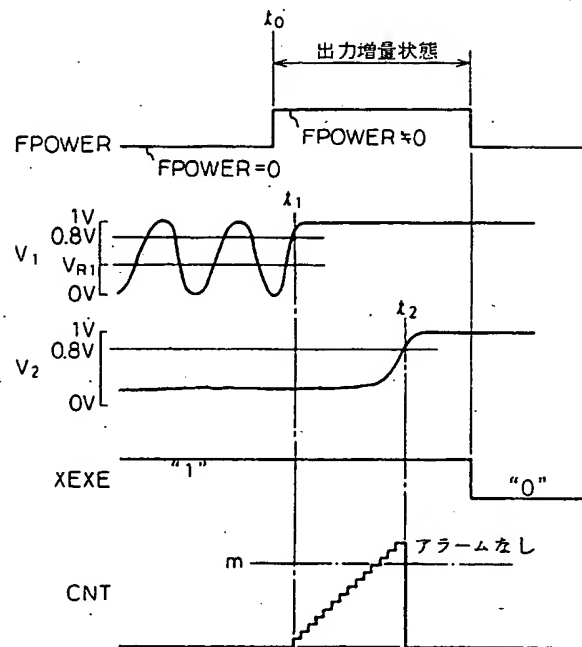 t0
出力増量状態
FPOWER
FPOWER=0
FPOWER≒0
t1
1V
0.8V
V1
VR1
0V
t2
1V
0.8V
V2
0V
XEXE
"1"
"0"
アラームなし
m
CNT